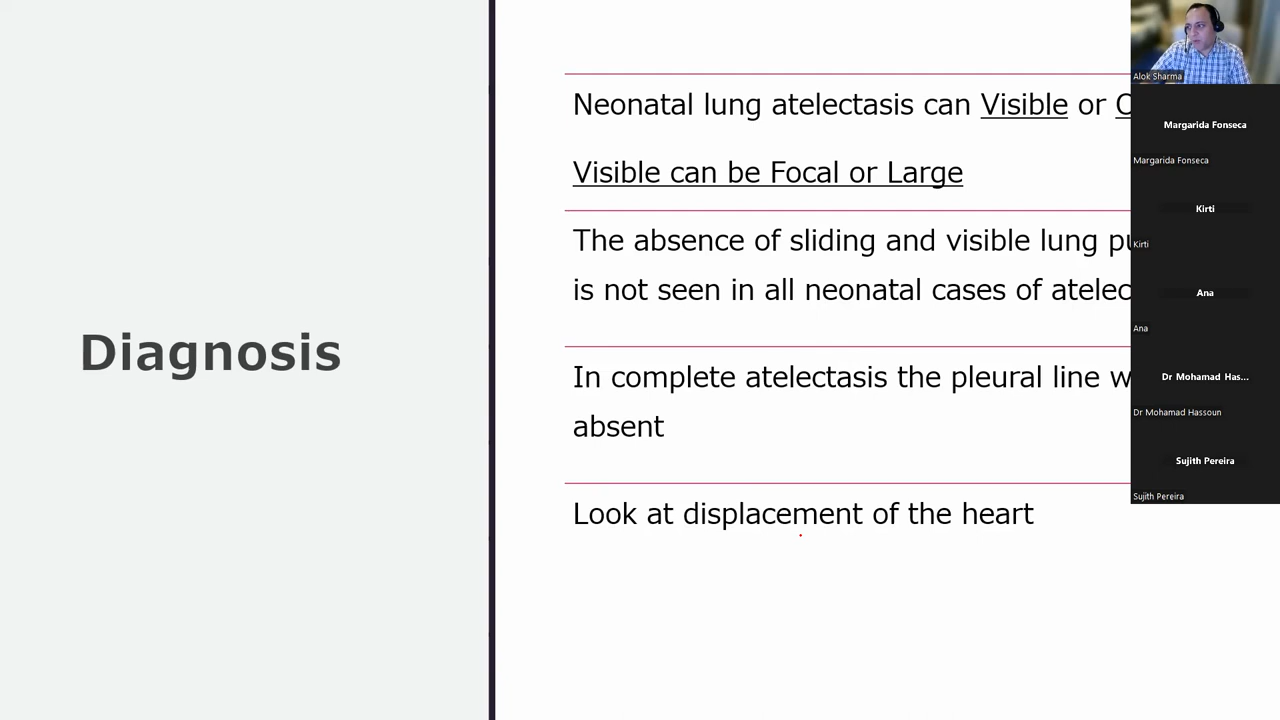 Diagnosis
Neonatal lung atelectasis can Visible or
Visible can be Focal or Large
The absence of sliding and visible lung
is not seen in all neonatal cases of
In complete atelectasis the pleural line
absent
Look at displacement of the heart
Alok Sharma
Margarida Fonseca
Margarida Fonseca
Kirti
Kirti
Ana
Ana
Dr Mohamad Has...
Dr Mohamad Hassoun
Sujith Pereira
Sujith Pereira